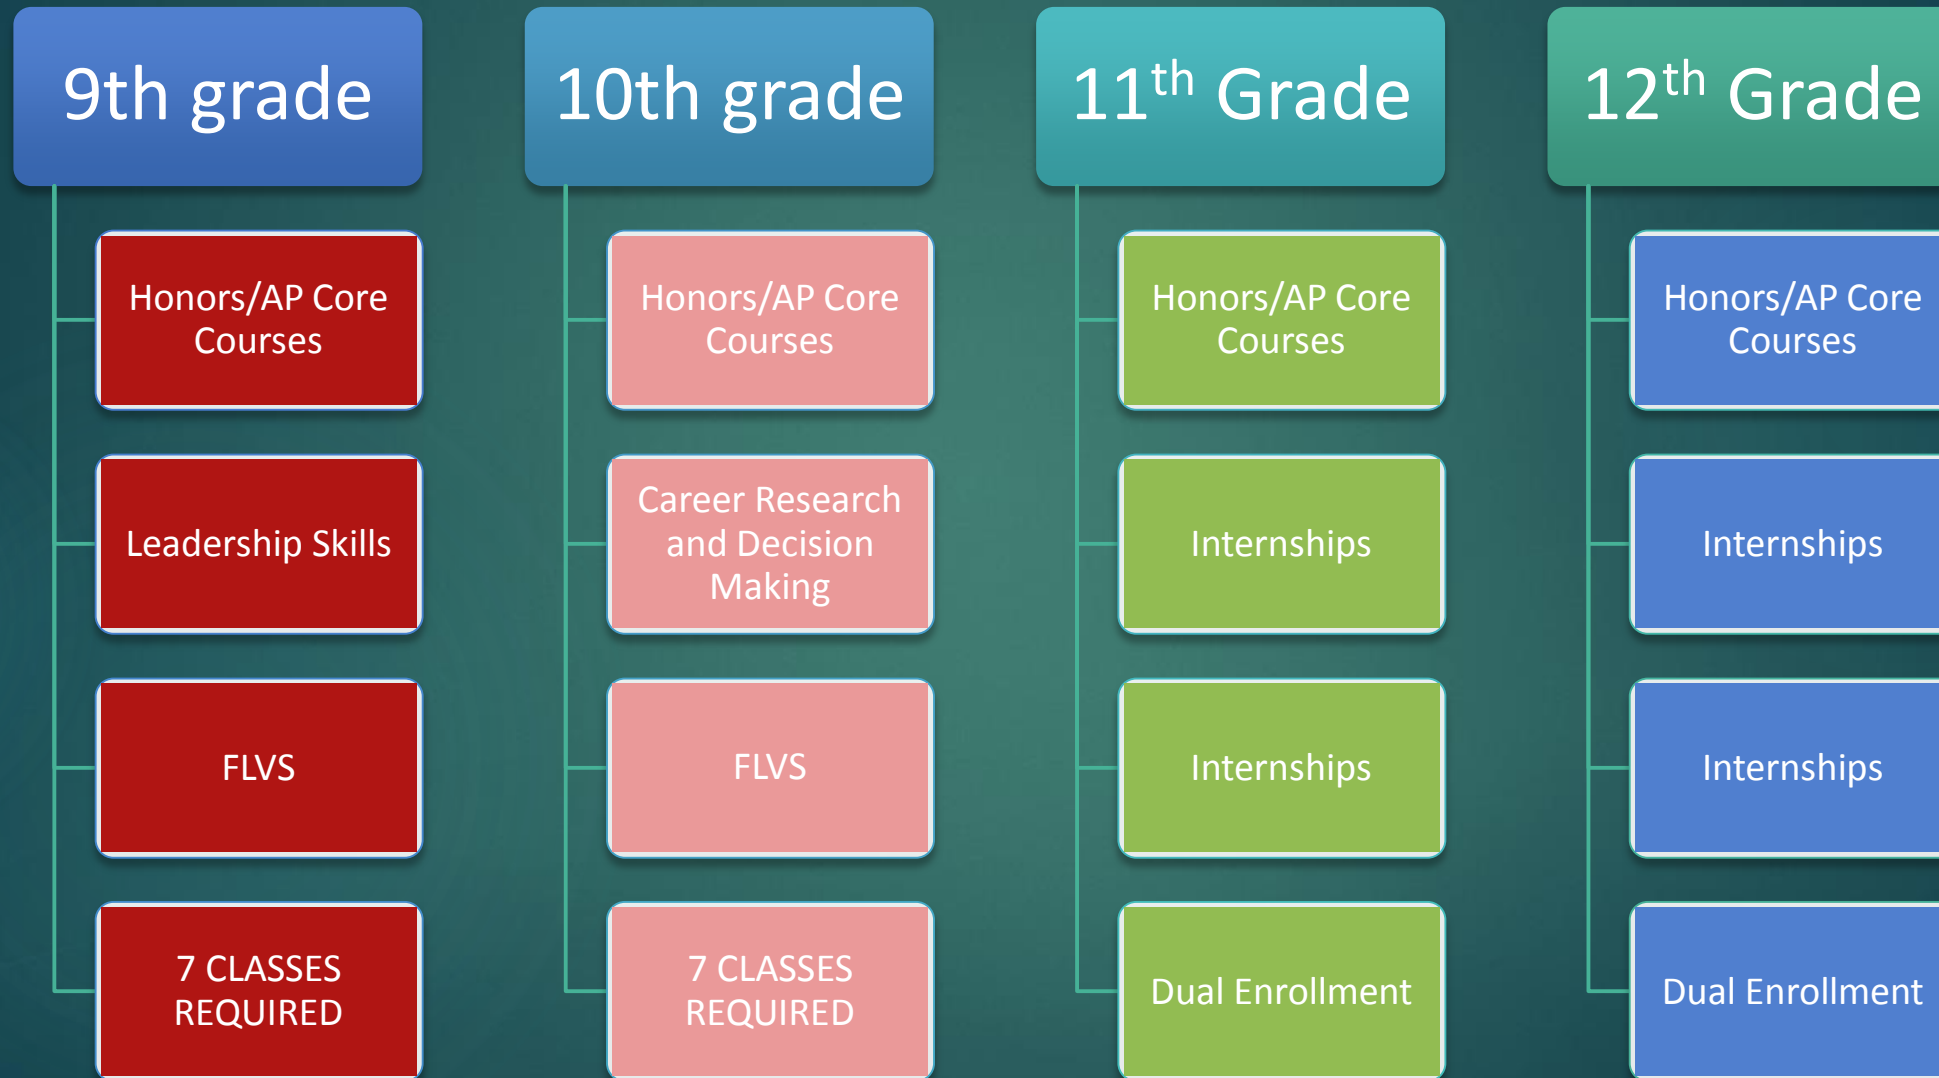 9th grade
Honors/AP Core
Courses
Leadership Skills
FLVS
7 CLASSES
REQUIRED
10th grade
Honors/AP Core
Courses
Career Research
and Decision
Making
FLVS
7 CLASSES
REQUIRED
11th Grade
Honors/AP Core
Courses
Internships
Internships
Dual Enrollment
12th Grade
Honors/AP Core
Courses
Internships
Internships
Dual Enrollment